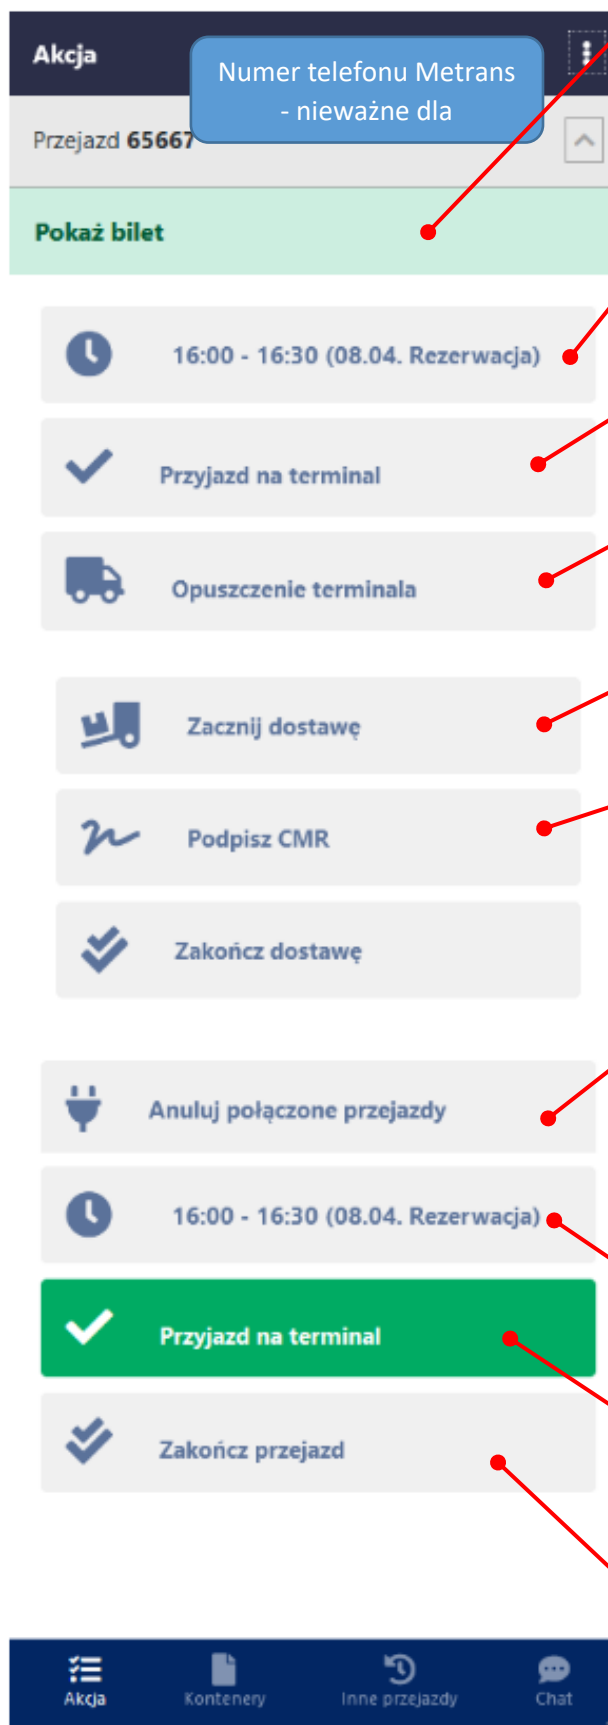 Akcja
Numer telefonu Metrans
- nieważne dla
Przejazd 65667
Pokaż bilet
16:00 - 16:30 (08.04. Rezerwacja)
Przyjazd na terminal
Opuszczenie terminala
Zacznij dostawę
Podpisz CMR
Zakończ dostawę
Anuluj połączone przejazdy
16:00 - 16:30 (08.04. Rezerwacja)
Przyjazd na terminal
Zakończ przejazd
Akcja Kontenery Inne przejazdy Chat